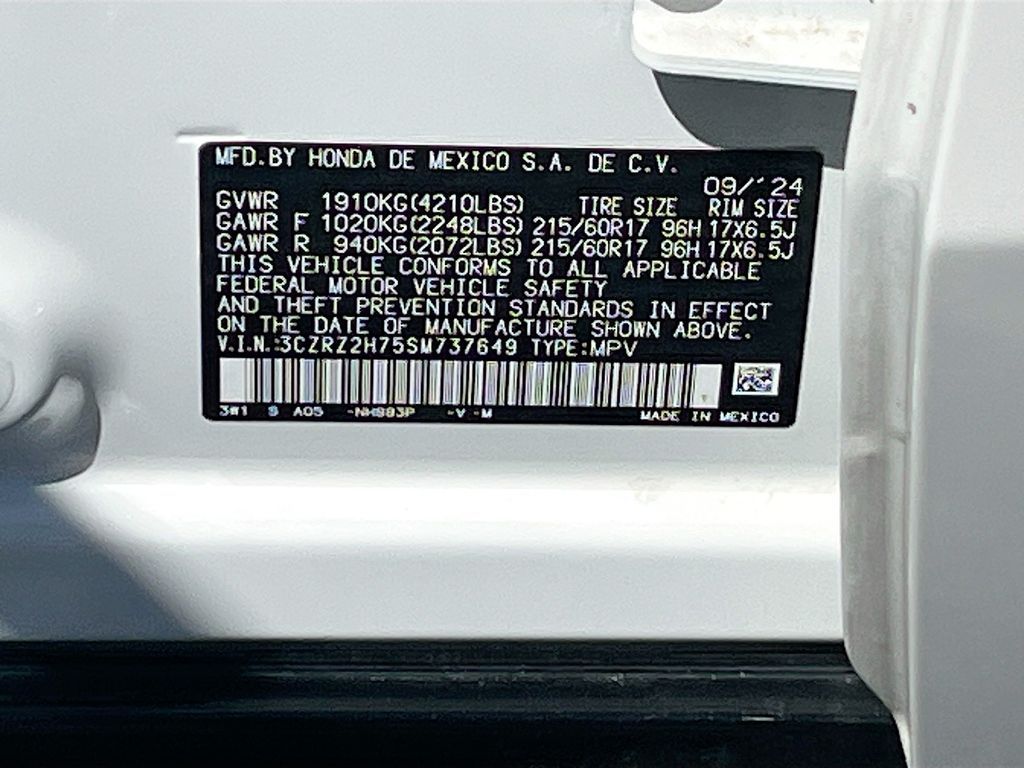 MFD.BY HONDA DE MEXICO S.A. DE C.V.
09/'24
GVWR 1910KG(4210LBS) TIRE SIZE RIM SIZE
GAWR F 1020KG(2248LBS) 215/60R17 96H 17X6.5J
GAWR R 940KG(2072LBS) 215/60R17 96H 17X6.5J
THIS VEHICLE CONFORMS TO ALL APPLICABLE
FEDERAL MOTOR VEHICLE SAFETY
AND THEFT PREVENTION STANDARDS IN EFFECT
ON THE DATE OF MANUFACTURE SHOWN ABOVE.
V.I.N.:3CZRZ2H75SM737649 TYPE:MPV
3W1 S A05 -NH883P -V -M MADE IN MEXICO